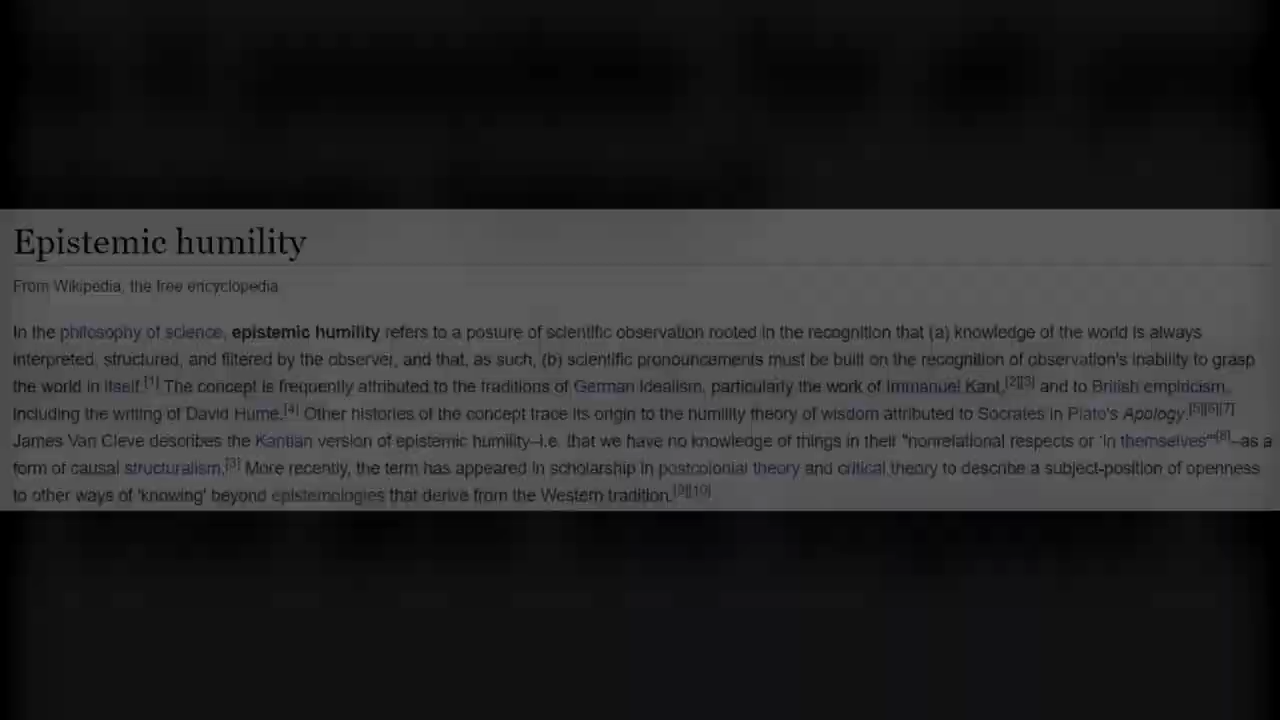 Epistemic humility
From Wikipedia, the free encyclopedia
In the philosophy of science, epistemic humility refers to a posture of scientific observation rooted in the recognition that (a) knowledge of the world is always
interpreted, structured, and filtered by the observer, and that, as such, (b) scientific pronouncements must be built on the recognition of observation's inability to grasp
the world in itself.[1] The concept is frequently attributed to the traditions of German Idealism, particularly the work of Immanuel Kant,[2][3] and to British empiricism,
including the writing of David Hume.[4] Other histories of the concept trace its origin to the humility theory of wisdom attributed to Socrates in Plato's Apology.[5][6][7]
James Van Cleve describes the Kantian version of epistemic humility–i.e. that we have no knowledge of things in their "nonrelational respects or 'in themselves'"[8]–as a
form of causal structuralism.[3] More recently, the term has appeared in scholarship in postcolonial theory and critical theory to describe a subject-position of openness
to other ways of 'knowing' beyond epistemologies that derive from the Western tradition.[9][10]